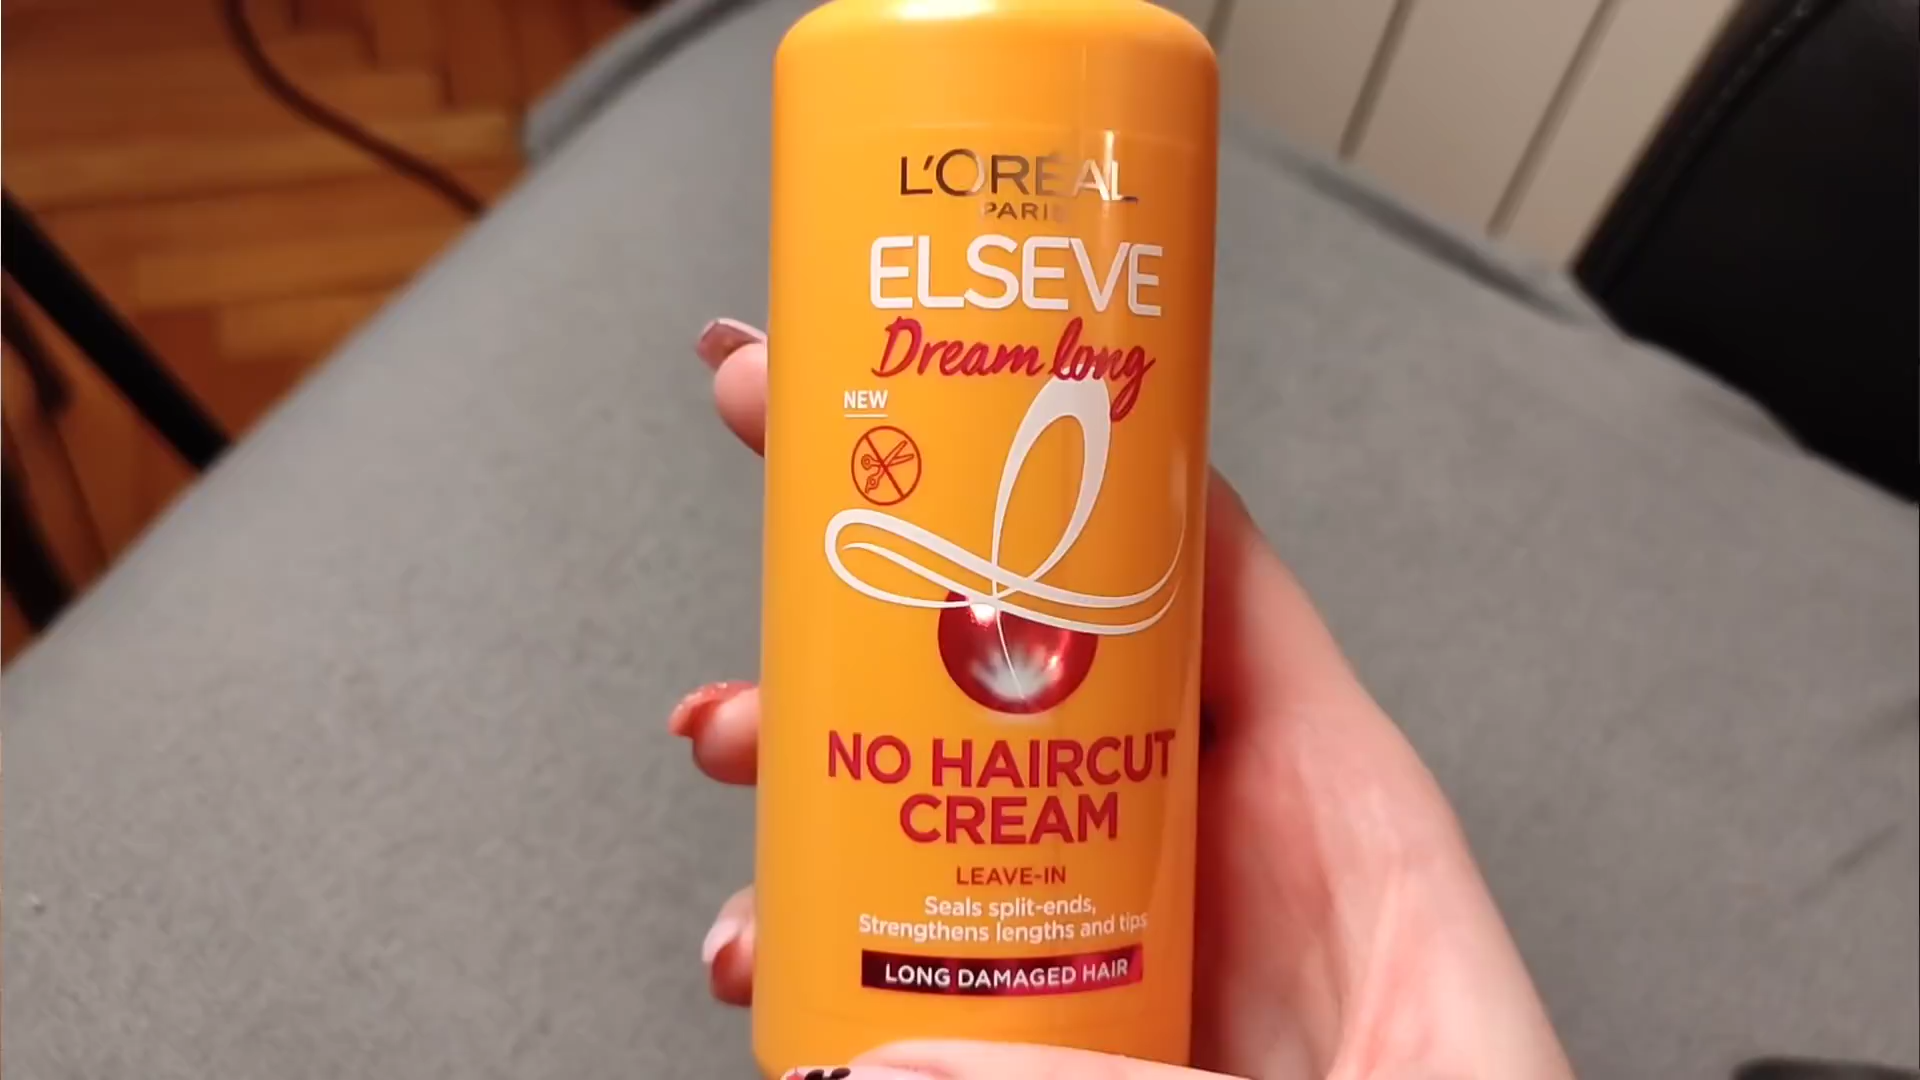 L'ORÉAL
PARIS
ELSEVE
Dream long
NEW
NO HAIRCUT
CREAM
LEAVE-IN
Seals split-ends,
Strengthens lengths and tips
LONG DAMAGED HAIR